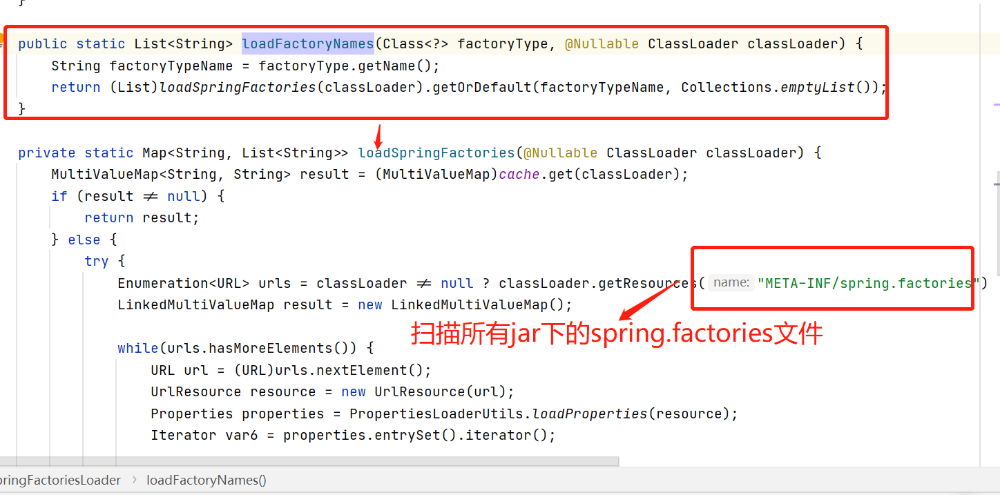 }
public static List<String> loadFactoryNames(Class<?> factoryType, @Nullable ClassLoader classLoader) {
String factoryTypeName = factoryType.getName();
return (List)loadSpringFactories(classLoader).getOrDefault(factoryTypeName, Collections.emptyList());
}
private static Map<String, List<String>> loadSpringFactories(@Nullable ClassLoader classLoader) {
MultiValueMap<String, String> result = (MultiValueMap)cache.get(classLoader);
if (result ≠ null) {
return result;
} else {
try {
Enumeration<URL> urls = classLoader ≠ null ? classLoader.getResources( name: "META-INF/spring.factories")
LinkedMultiValueMap result = new LinkedMultiValueMap();
扫描所有jar下的spring.factories文件
while(urls.hasMoreElements()) {
URL url = (URL)urls.nextElement();
UrlResource resource = new UrlResource(url);
Properties properties = PropertiesLoaderUtils.loadProperties(resource);
Iterator var6 = properties.entrySet().iterator();
pringFactoriesLoader › loadFactoryNames()